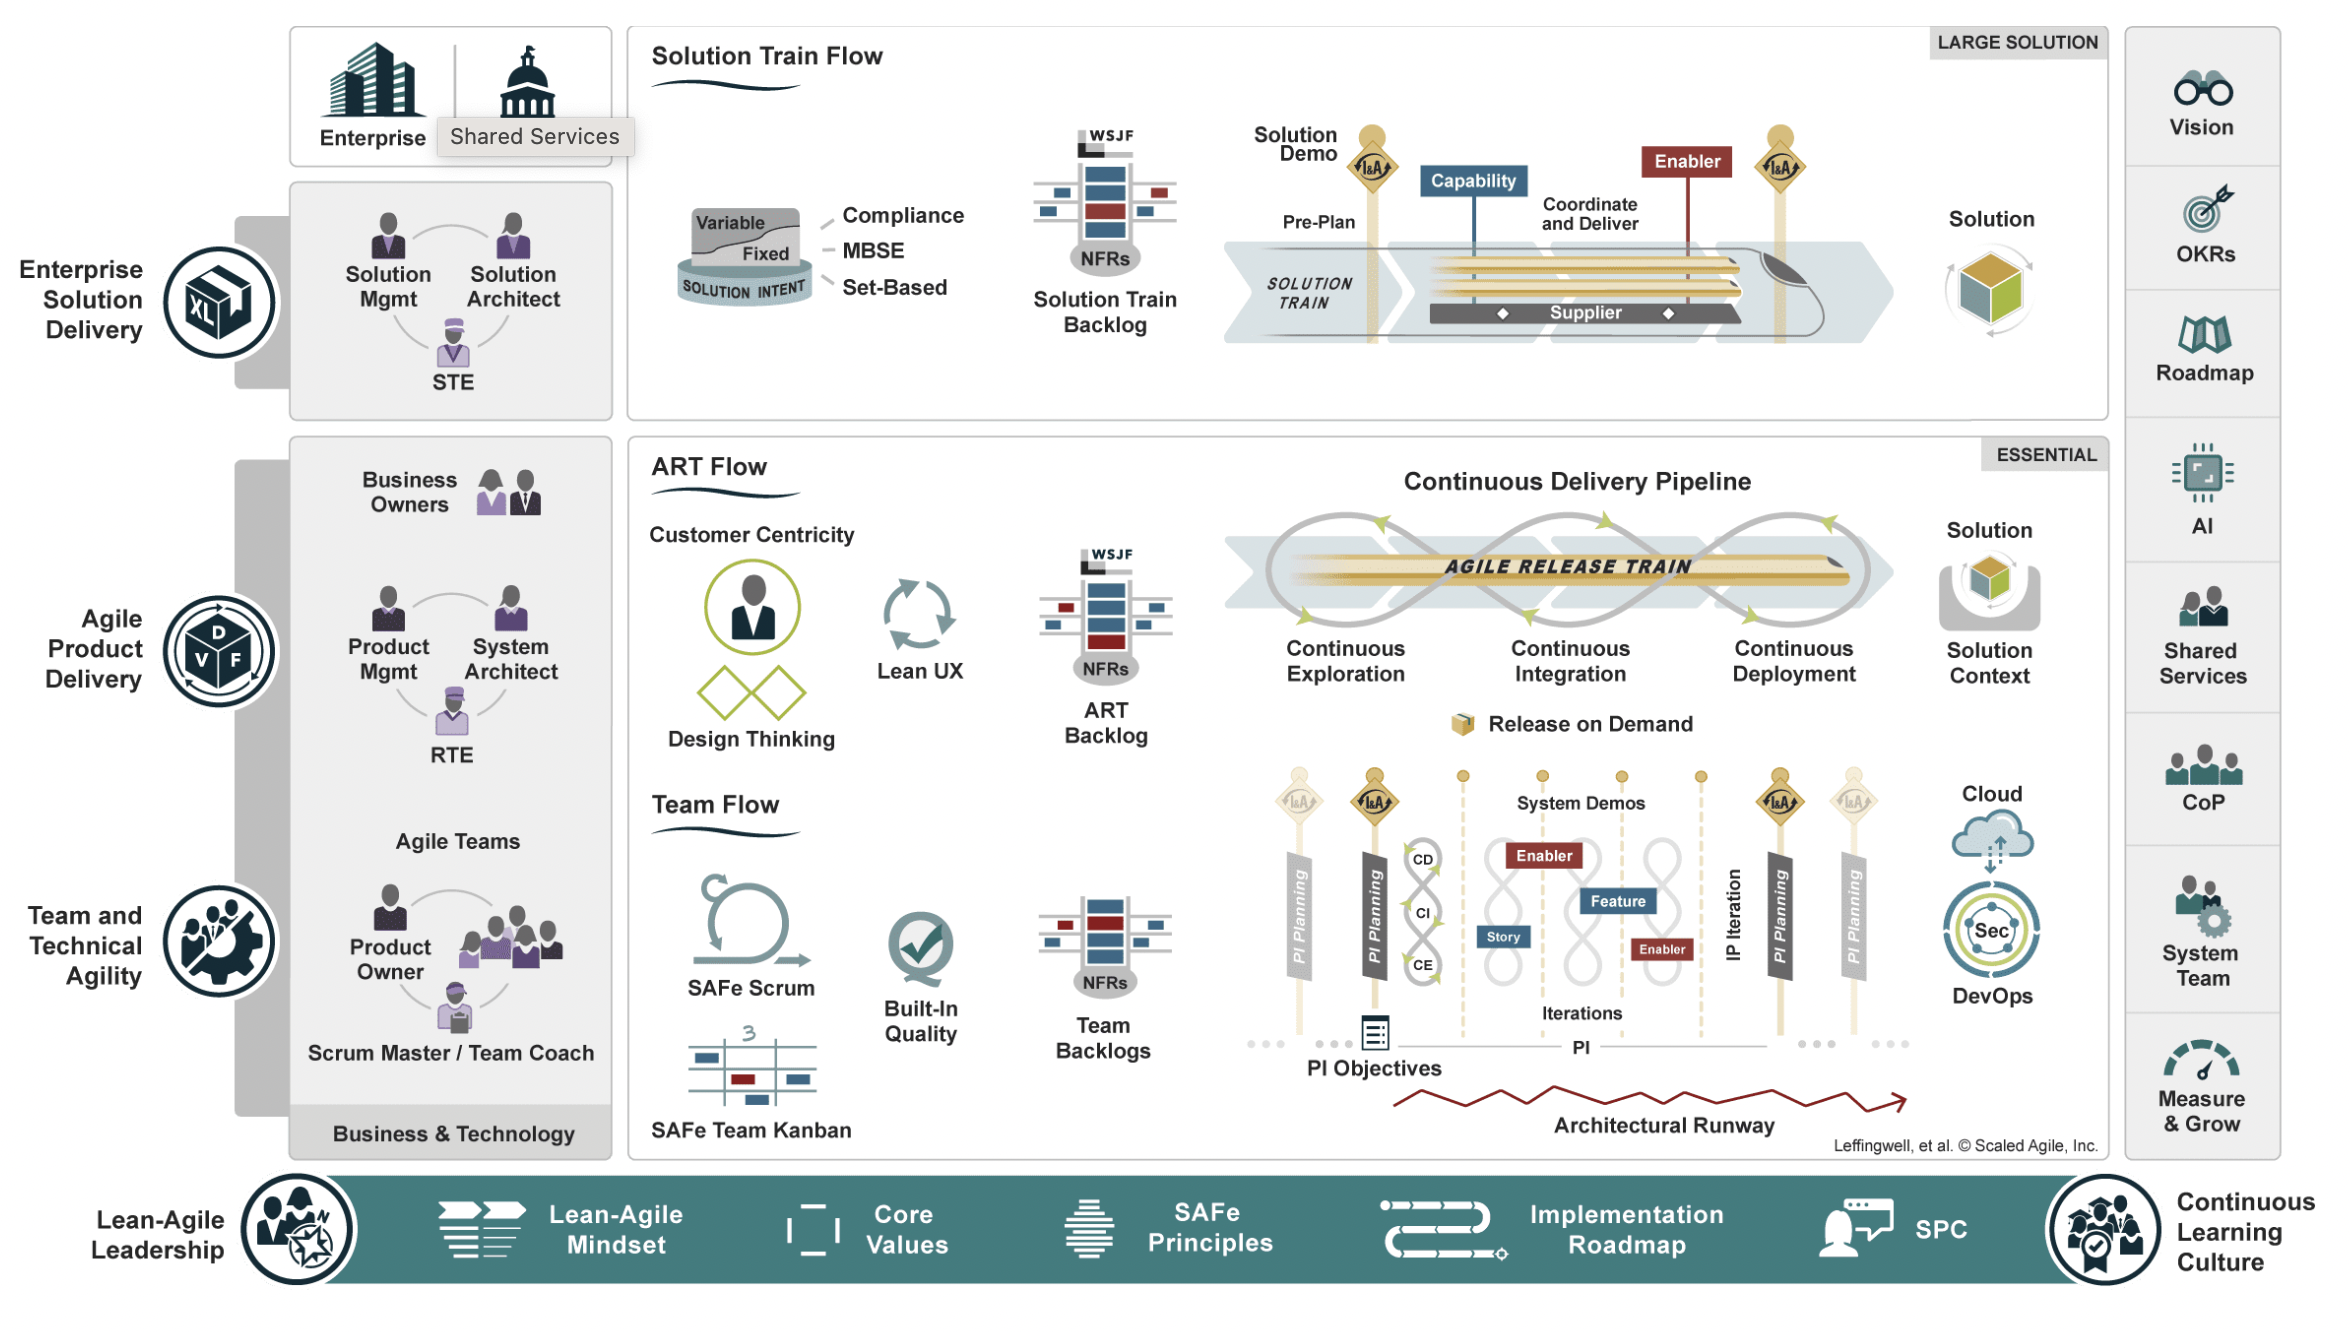 Enterprise
Shared Services
Solution Train Flow
LARGE SOLUTION
Enterprise
Solution
Delivery
XL
Solution
Mgmt
Solution
Architect
STE
Variable
Fixed
SOLUTION INTENT
Compliance
MBSE
Set-Based
WSJF
NFRs
Solution Train
Backlog
Solution
Demo
I&A
Pre-Plan
Capability
Coordinate
and Deliver
Enabler
I&A
SOLUTION
TRAIN
Supplier
Solution
Agile
Product
Delivery
D
V F
Business
Owners
Product
Mgmt
System
Architect
RTE
ART Flow
ESSENTIAL
Customer Centricity
Design Thinking
Lean UX
WSJF
NFRs
ART
Backlog
Continuous Delivery Pipeline
AGILE RELEASE TRAIN
Continuous
Exploration
Continuous
Integration
Continuous
Deployment
Release on Demand
Solution
Solution
Context
Team and
Technical
Agility
Agile Teams
Product
Owner
Scrum Master / Team Coach
Business & Technology
Team Flow
SAFe Scrum
3
SAFe Team Kanban
Built-In
Quality
NFRs
Team
Backlogs
I&A
PI Planning
I&A
PI Planning
CD
CI
CE
System Demos
Enabler
Feature
Story
Enabler
Iterations
IP Iteration
I&A
PI Planning
I&A
PI Planning
PI Objectives
PI
Architectural Runway
Cloud
Sec
DevOps
Leffingwell, et al. © Scaled Agile, Inc.
Vision
OKRs
Roadmap
AI
Shared
Services
CoP
System
Team
Measure
& Grow
Lean-Agile
Leadership
N
Lean-Agile
Mindset
Core
Values
SAFe
Principles
Implementation
Roadmap
SPC
Continuous
Learning
Culture